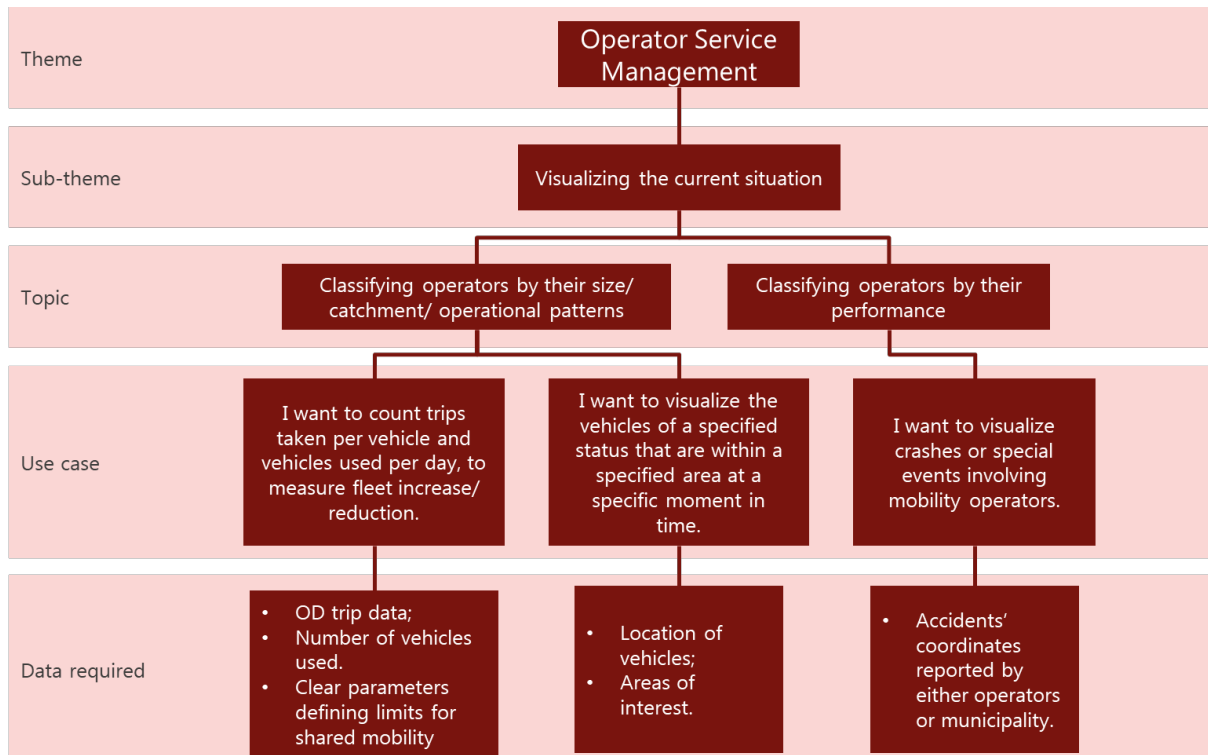 Theme
Operator Service
Management
Sub-theme
Visualizing the current situation
Topic
Classifying operators by their size/
catchment/ operational patterns
Classifying operators by their
performance
Use case
I want to count trips
taken per vehicle and
vehicles used per day, to
measure fleet increase/
reduction.
I want to visualize the
vehicles of a specified
status that are within a
specified area at a
specific moment in
time.
I want to visualize
crashes or special
events involving
mobility operators.
Data required
• OD trip data;
• Number of vehicles
used.
• Clear parameters
defining limits for
shared mobility
• Location of
vehicles;
• Areas of
interest.
• Accidents’
coordinates
reported by
either operators
or municipality.